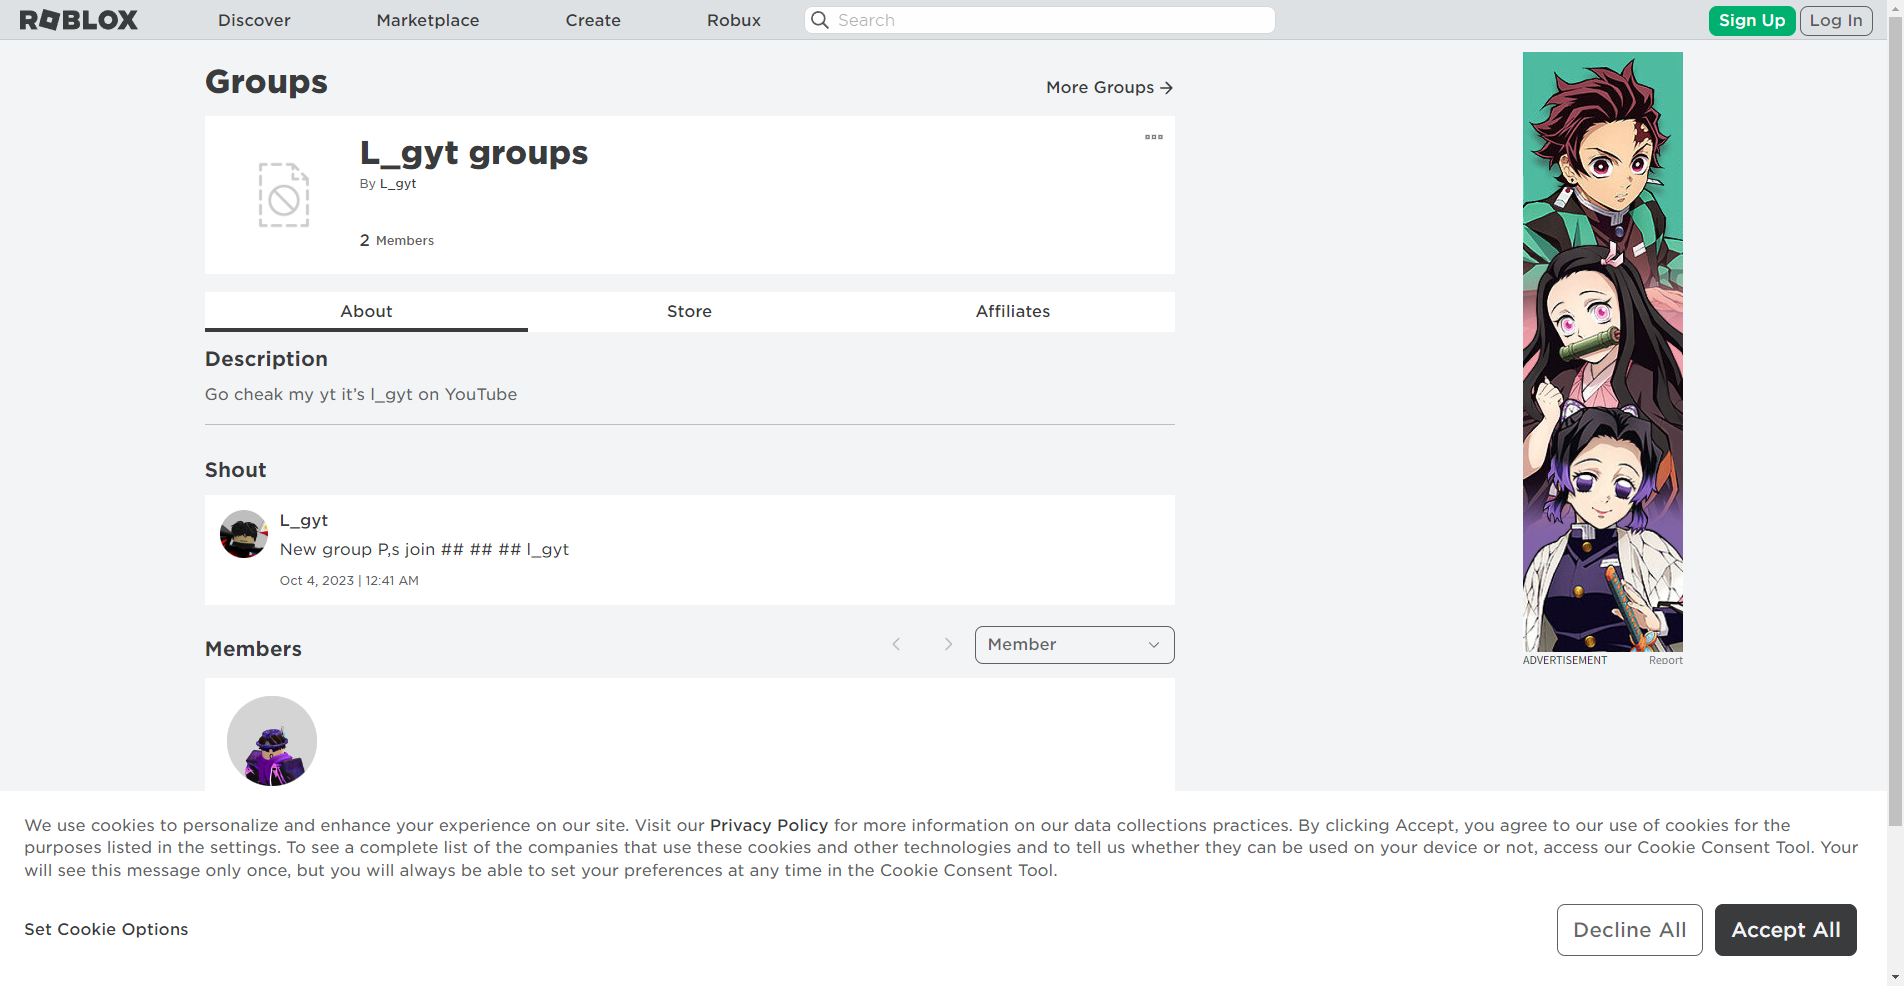 ROBLOX
Discover
Marketplace
Create
Robux
Search
Sign Up
Log In
Groups
More Groups
L_gyt groups
By L_gyt
2 Members
About
Store
Affiliates
Description
Go cheak my yt it’s l_gyt on YouTube
Shout
L_gyt
New group P,s join ## ## ## l_gyt
Oct 4, 2023 | 12:41 AM
Members
Member
ADVERTISEMENT
Report
We use cookies to personalize and enhance your experience on our site. Visit our Privacy Policy for more information on our data collections practices. By clicking Accept, you agree to our use of cookies for the
purposes listed in the settings. To see a complete list of the companies that use these cookies and other technologies and to tell us whether they can be used on your device or not, access our Cookie Consent Tool. Your
will see this message only once, but you will always be able to set your preferences at any time in the Cookie Consent Tool.
Set Cookie Options
Decline All
Accept All